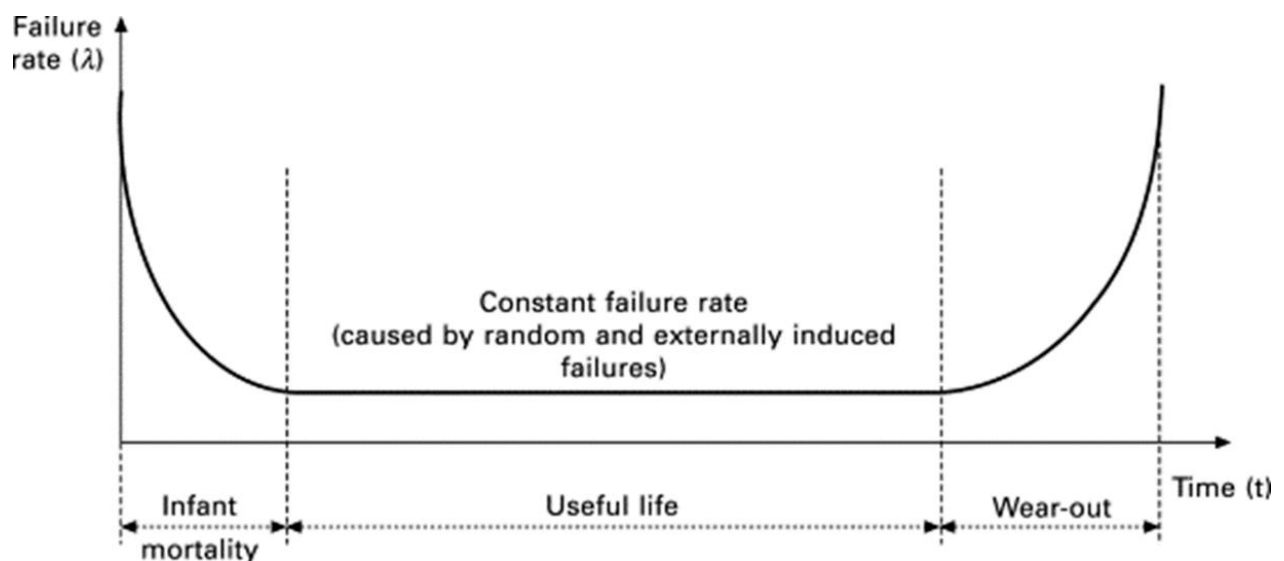 Failure
rate (λ)
Constant failure rate
(caused by random and externally induced
failures)
Time (t)
Infant
mortality
Useful life
Wear-out